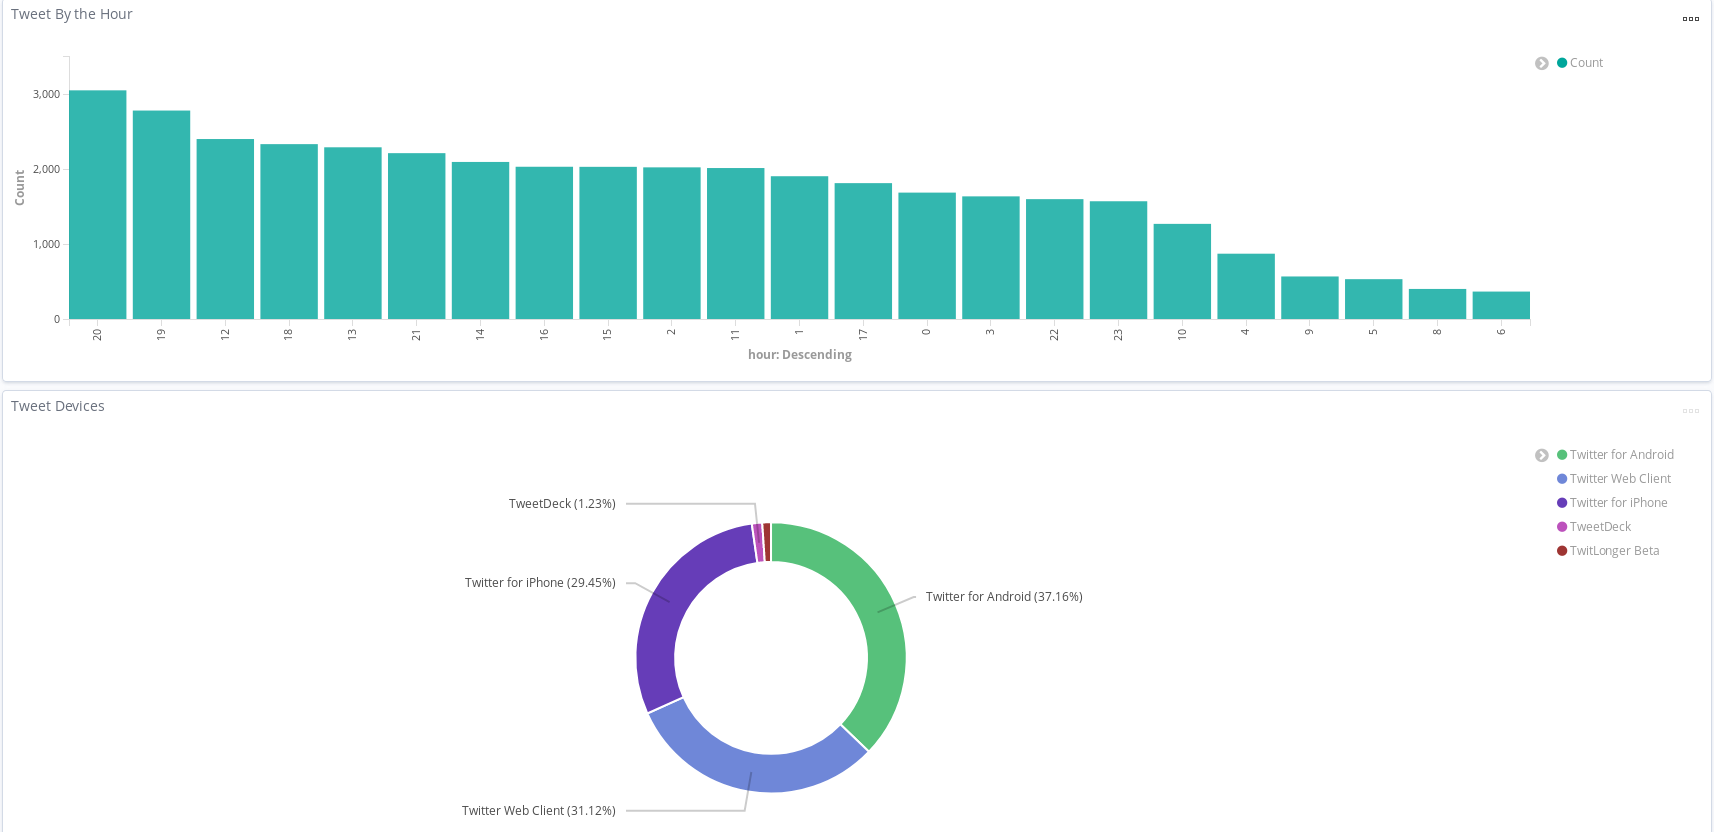 Tweet By the Hour
Count
3,000
2,000
1,000
0
Count
20 19 12 18 13 21 14 16 15 2 11 1 17 0 3 22 23 10 4 9 5 8 6
hour: Descending
Tweet Devices
Twitter for Android
Twitter Web Client
Twitter for iPhone
TweetDeck
TwitLonger Beta
TweetDeck (1.23%)
Twitter for iPhone (29.45%)
Twitter for Android (37.16%)
Twitter Web Client (31.12%)